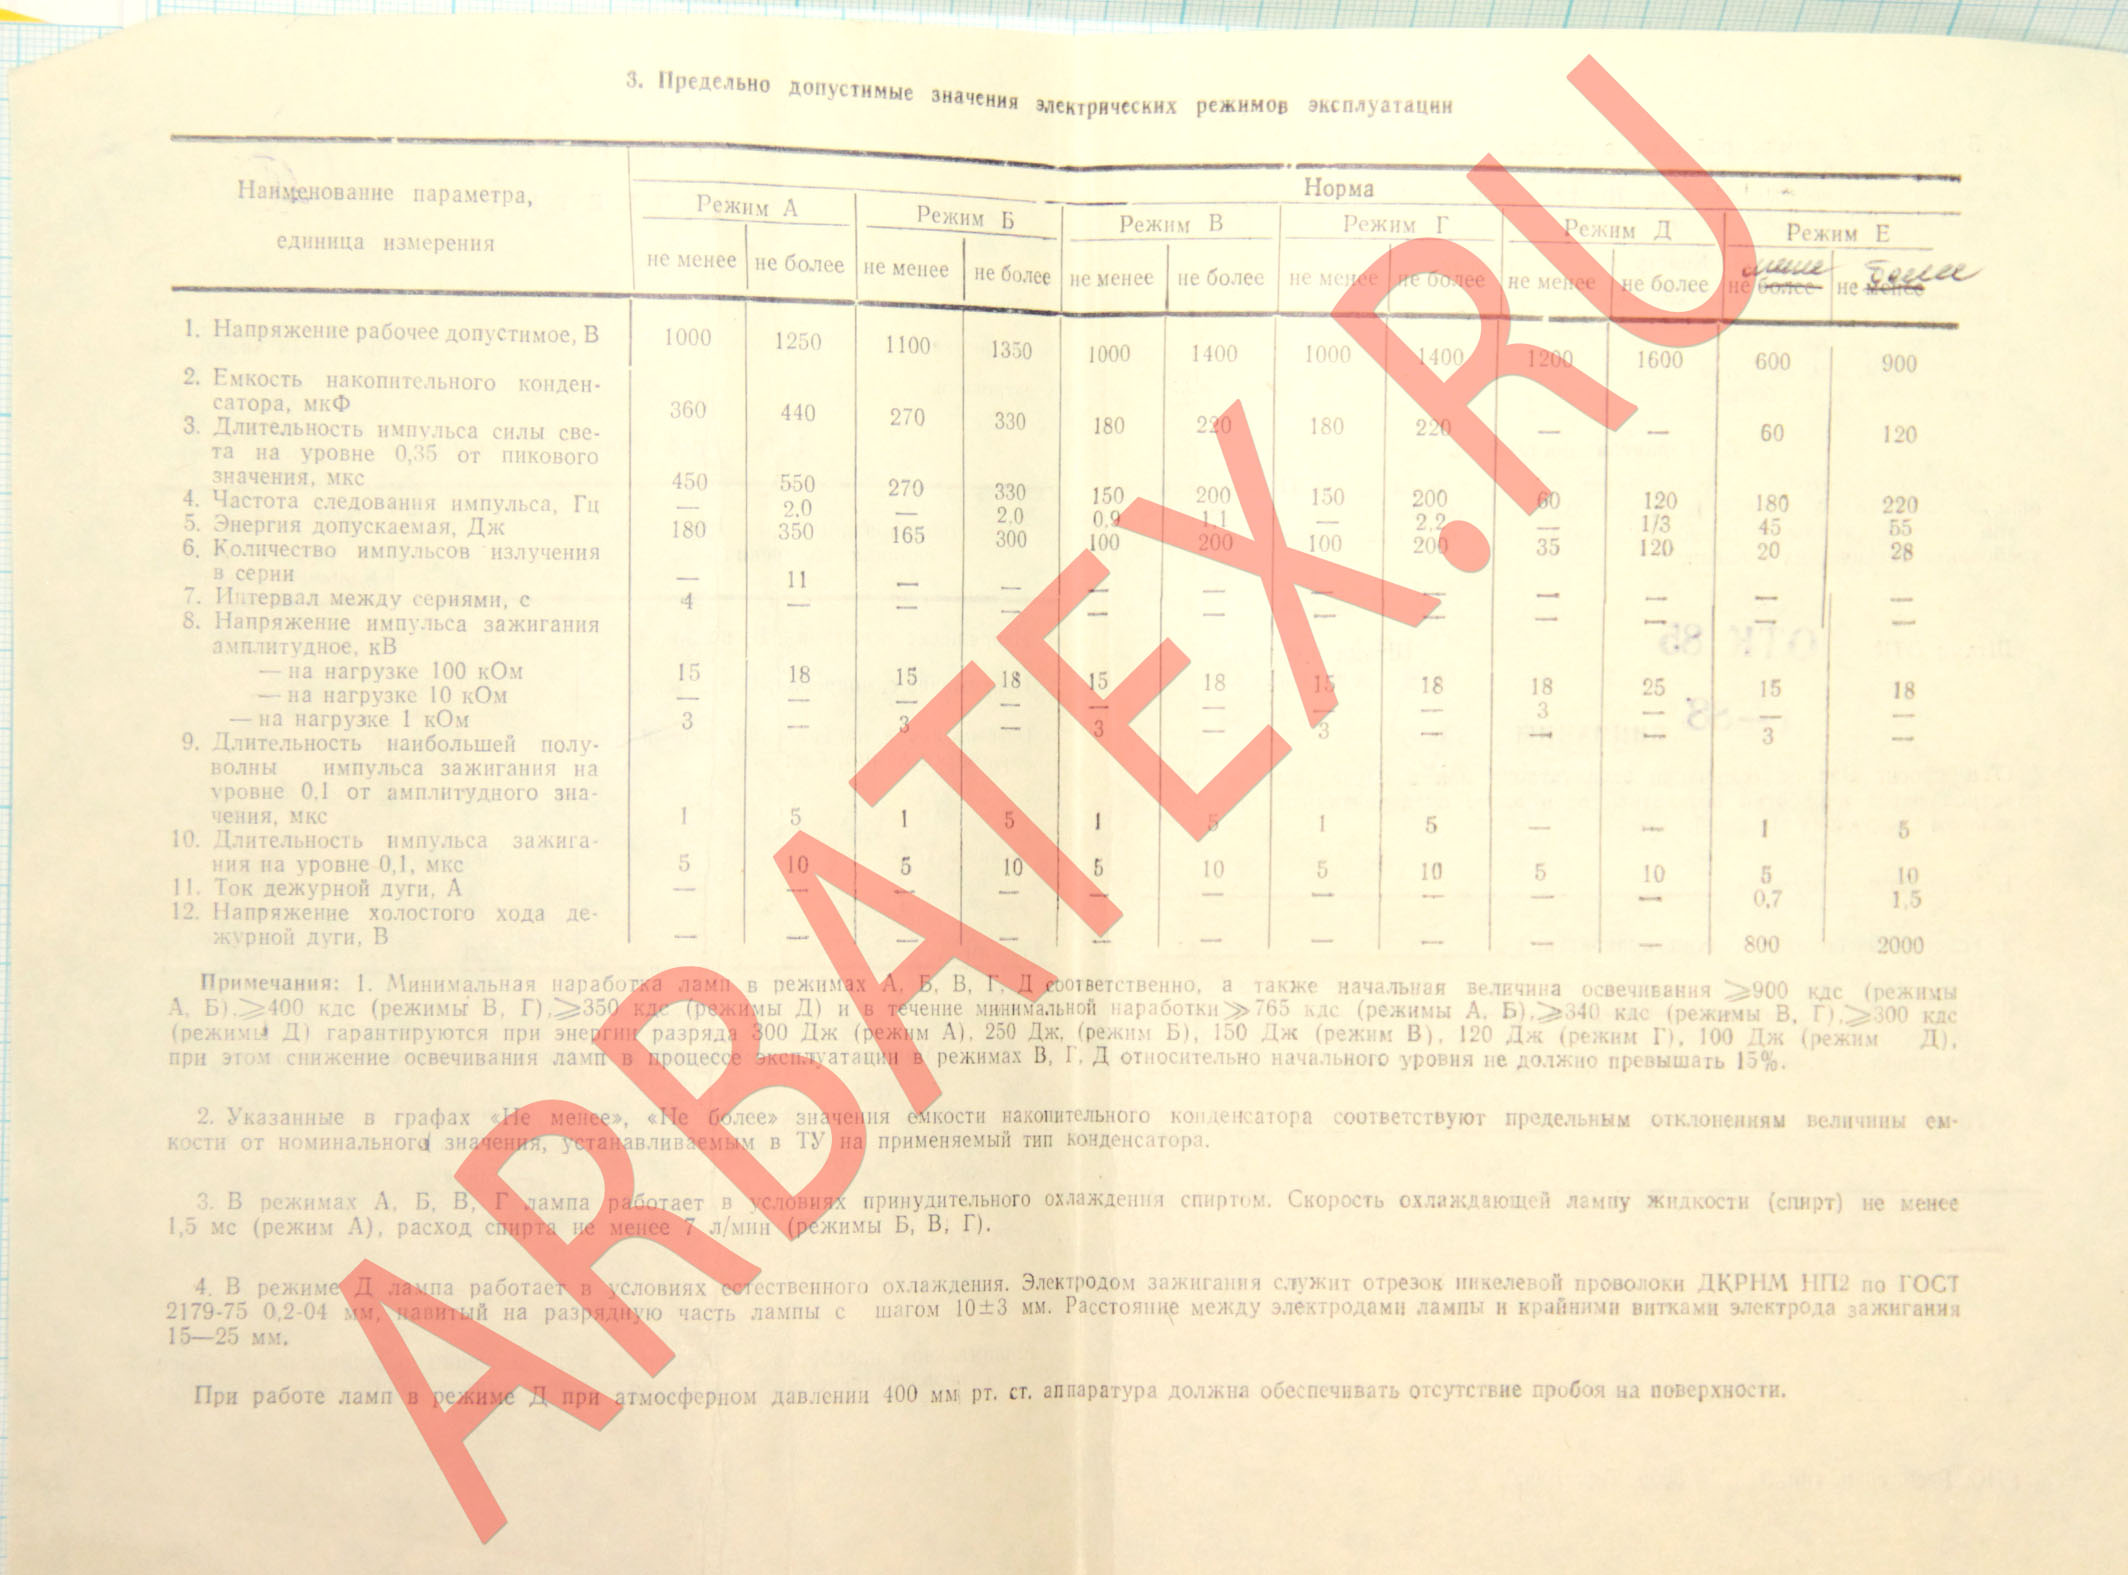 3. Предельно допустимые значения электрических режимов эксплуатации
Наименование параметра, единица измерения
Норма
Режим А Режим Б Режим В Режим Г Режим Д Режим Е
не менее не более не менее не более не менее не более не менее не более не менее не более не более менее не менее более
1. Напряжение рабочее допустимое, В 1000 1250 1100 1350 1000 1400 1000 1400 1200 1600 600 900
2. Емкость накопительного конден-
сатора, мкФ 360 440 270 330 180 220 180 220 — — 60 120
3. Длительность импульса силы све-
та на уровне 0,35 от пикового
значения, мкс 450 550 270 330 150 200 150 200 60 120 180 220
4. Частота следования импульса, Гц — 2,0 — 2,0 0,9 1,1 — 2,2 — 1/3 45 55
5. Энергия допускаемая, Дж 180 350 165 300 100 200 100 200 35 120 20 28
6. Количество импульсов излучения
в серии — 11 — — — — — — — — — —
7. Интервал между сериями, с 4 — — — — — — — — — — —
8. Напряжение импульса зажигания
амплитудное, кВ
— на нагрузке 100 кОм 15 18 15 18 15 18 15 18 18 25 15 18
— на нагрузке 10 кОм — — — — — — — — 3 — — —
— на нагрузке 1 кОм 3 — 3 — 3 — 3 — — — 3 —
9. Длительность наибольшей полу-
волны импульса зажигания на
уровне 0,1 от амплитудного зна-
чения, мкс 1 5 1 5 1 5 1 5 — — 1 5
10. Длительность импульса зажига-
ния на уровне 0,1, мкс 5 10 5 10 5 10 5 10 5 10 5 10
11. Ток дежурной дуги, А — — — — — — — — — — 0,7 1,5
12. Напряжение холостого хода де-
журной дуги, В — — — — — — — — — — 800 2000
Примечания: 1. Минимальная наработка ламп в режимах А, Б, В, Г, Д соответственно, а также начальная величина освечивания ⩾900 кдс (режимы
А, Б),⩾400 кдс (режимы В, Г),⩾350 кдс (режимы Д) и в течение минимальной наработки⩾765 кдс (режимы А, Б),⩾340 кдс (режимы В, Г),⩾300 кдс
(режимы Д) гарантируются при энергии разряда 300 Дж (режим А), 250 Дж, (режим Б), 150 Дж (режим В), 120 Дж (режим Г), 100 Дж (режим Д),
при этом снижение освечивания ламп в процессе эксплуатации в режимах В, Г, Д относительно начального уровня не должно превышать 15%.
2. Указанные в графах «Не менее», «Не более» значения емкости накопительного конденсатора соответствуют предельным отклонениям величины ем-
кости от номинального значения, устанавливаемым в ТУ на применяемый тип конденсатора.
3. В режимах А, Б, В, Г лампа работает в условиях принудительного охлаждения спиртом. Скорость охлаждающей лампу жидкости (спирт) не менее
1,5 мс (режим А), расход спирта не менее 7 л/мин (режимы Б, В, Г).
4. В режиме Д лампа работает в условиях естественного охлаждения. Электродом зажигания служит отрезок никелевой проволоки ДКРНМ НП2 по ГОСТ
2179-75 0,2-04 мм, навитый на разрядную часть лампы с шагом 10±3 мм. Расстояние между электродами лампы и крайними витками электрода зажигания
15—25 мм.
При работе ламп в режиме Д при атмосферном давлении 400 мм рт. ст. аппаратура должна обеспечивать отсутствие пробоя на поверхности.
ARBATEX.RU